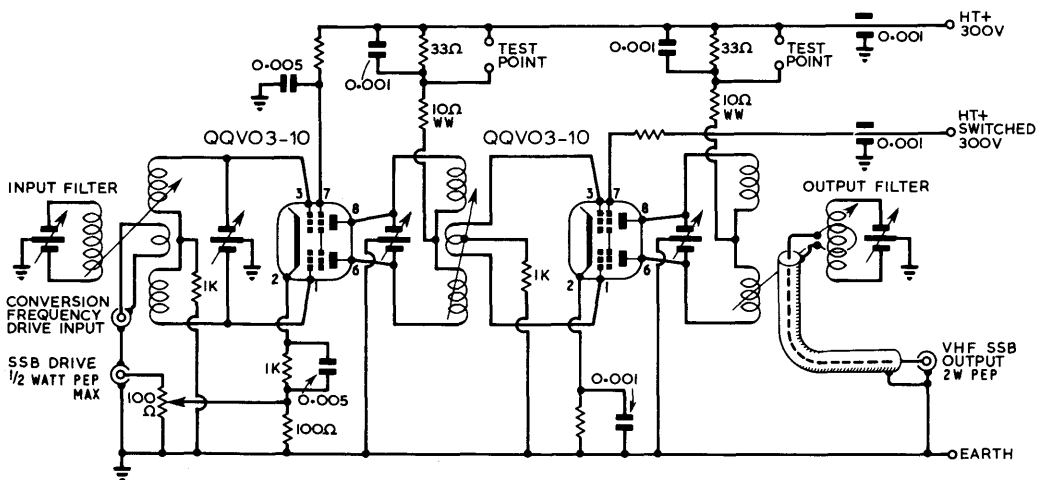 HT+
300V
0.001
0.001
33Ω
TEST
POINT
0.001
33Ω
TEST
POINT
0.005
10Ω
WW
10Ω
WW
HT+
SWITCHED
300V
0.001
QQVO3-10
QQVO3-10
INPUT FILTER
OUTPUT FILTER
3
7
8
6
2
1
3
7
8
6
2
1
1K
1K
CONVERSION
FREQUENCY
DRIVE INPUT
SSB DRIVE
1/2 WATT PEP
MAX
100
Ω
1K
0.005
100Ω
0.001
VHF SSB
OUTPUT
2W PEP
EARTH